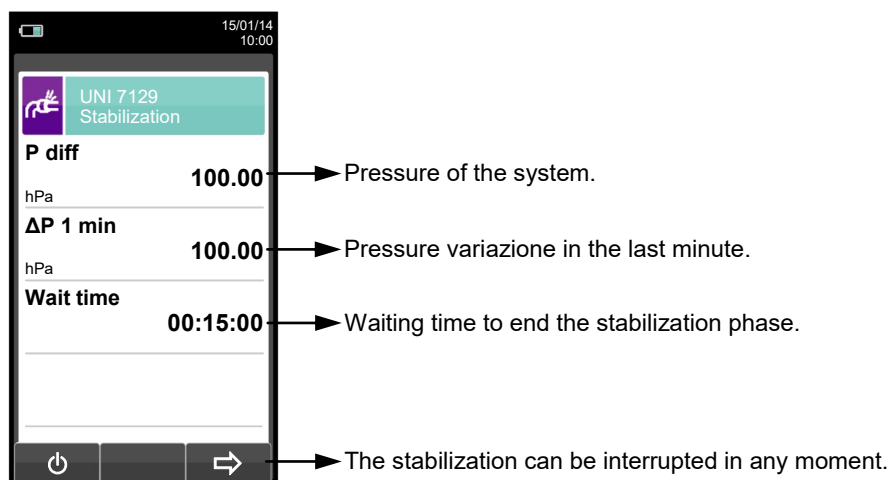 15/01/14
10:00
UNI 7129
Stabilization
P diff
100.00
hPa
Pressure of the system.
ΔP 1 min
100.00
hPa
Pressure variazione in the last minute.
Wait time
00:15:00
Waiting time to end the stabilization phase.
The stabilization can be interrupted in any moment.